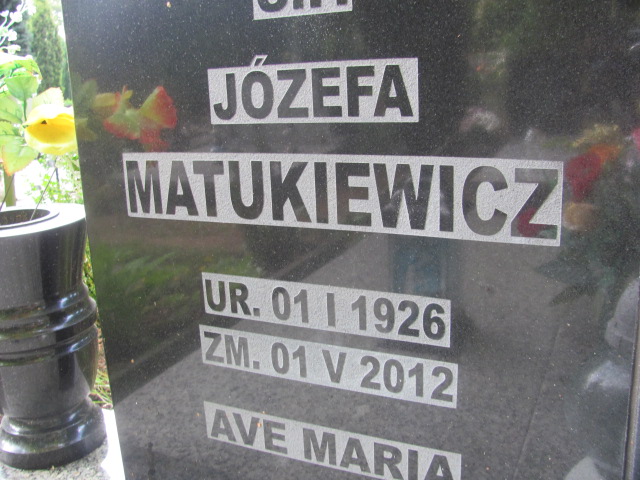 JÓZEFA
MATUKIEWICZ
UR. 01 I 1926
ZM. 01 V 2012
AVE MARIA